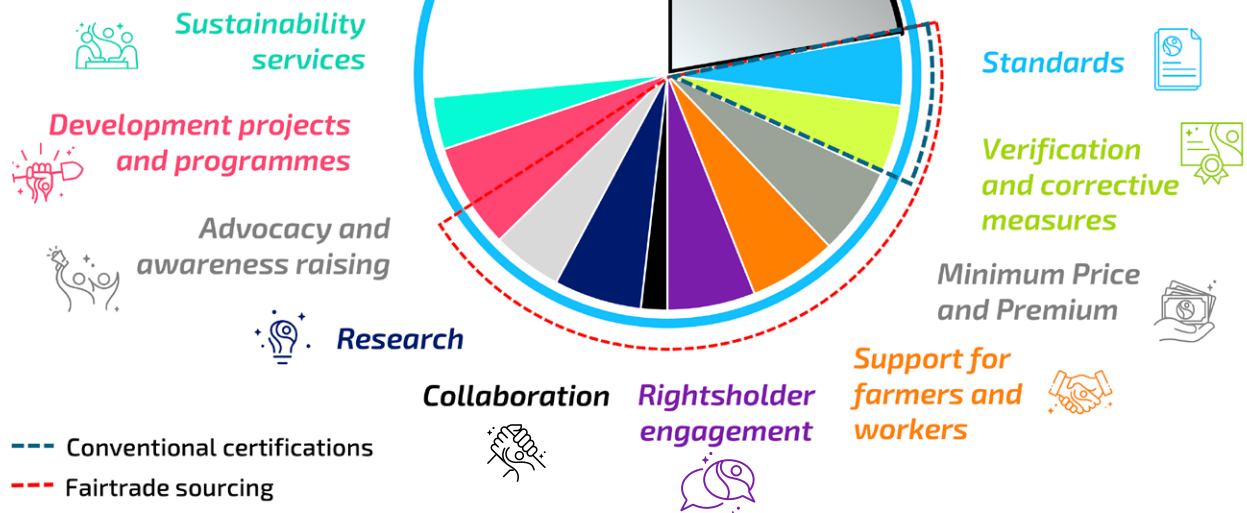 Sustainability
services
Development projects
and programmes
Advocacy and
awareness raising
Research
Collaboration
Rightsholder
engagement
Support for
farmers and
workers
Minimum Price
and Premium
Verification
and corrective
measures
Standards
Conventional certifications
Fairtrade sourcing